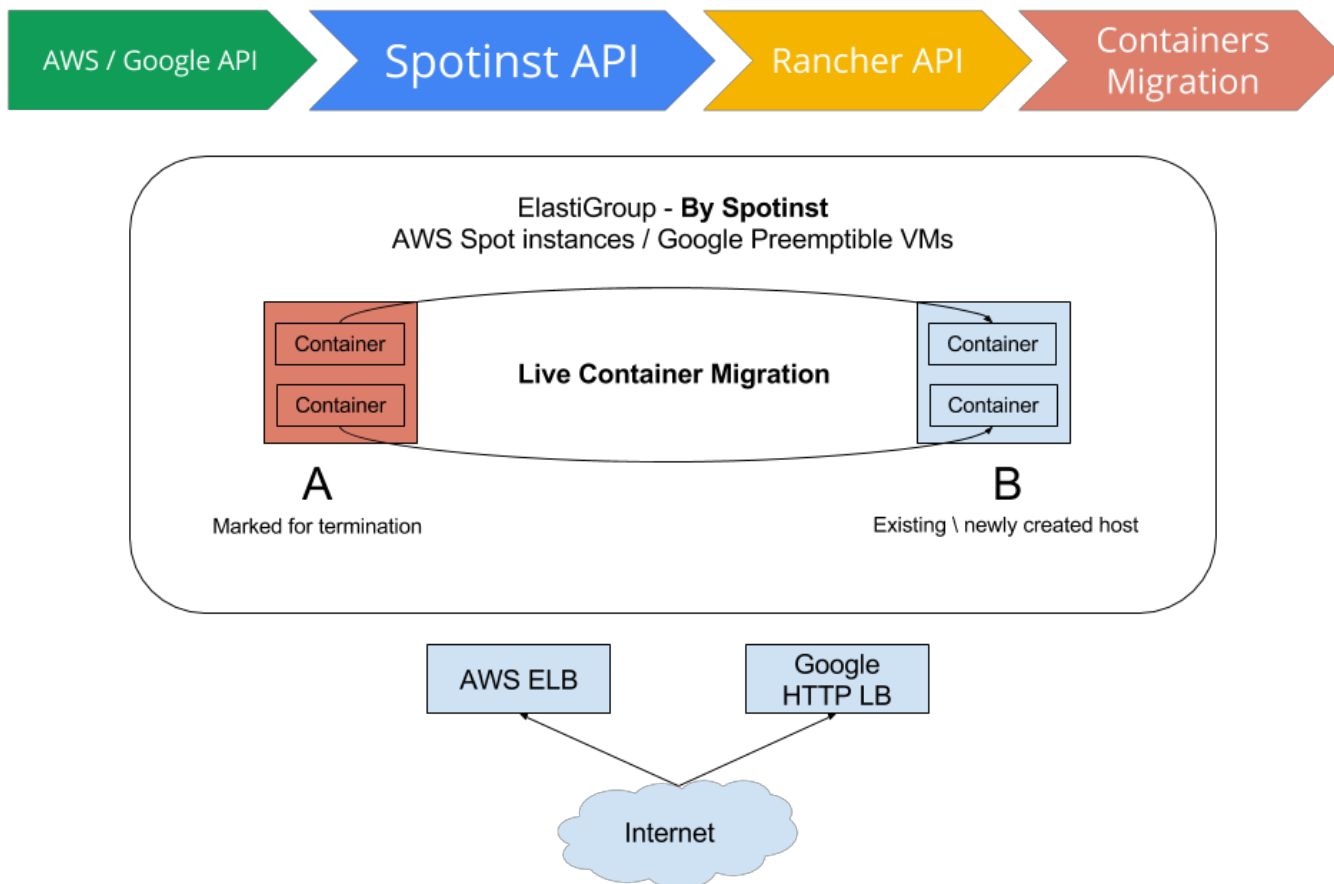 AWS / Google API
Spotinst API
Rancher API
Containers
Migration
ElastiGroup - By Spotinst
AWS Spot instances / Google Preemptible VMs
Container
Container
Live Container Migration
Container
Container
A
Marked for termination
B
Existing \ newly created host
AWS ELB
Google
HTTP LB
Internet